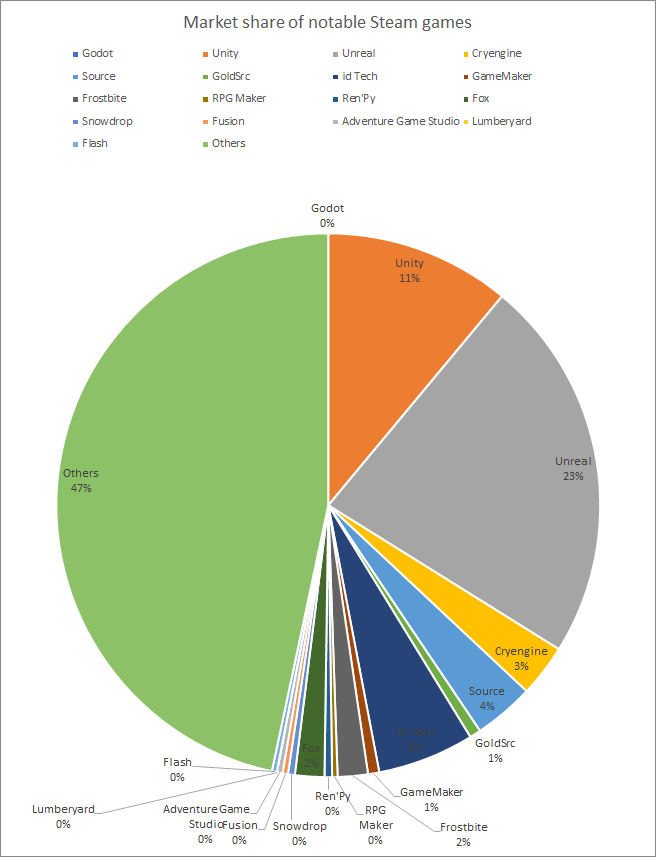 Market share of notable Steam games
Godot Unity Unreal Cryengine
Source GoldSrc id Tech GameMaker
Frostbite RPG Maker Ren'Py Fox
Snowdrop Fusion Adventure Game Studio Lumberyard
Flash Others
Godot
0%
Unity
11%
Unreal
23%
Others
47%
Cryengine
3%
Source
4%
GoldSrc
1%
Fox
2%
Flash
0%
GameMaker
1%
Ren'Py
0%
Lumberyard
0%
Adventure Game
Studio
0%
Fusion
0%
Snowdrop
0%
RPG
Maker
0%
Frostbite
2%